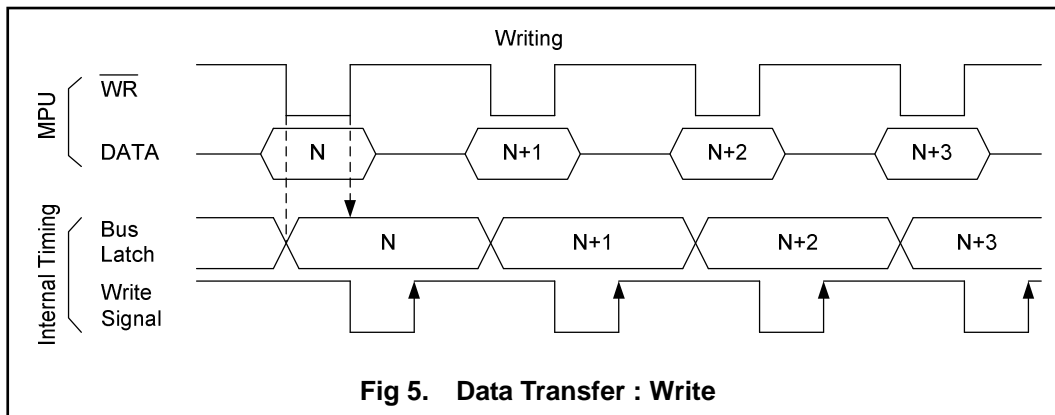 Writing
MPU
WR
DATA
N
N+1
N+2
N+3
Internal Timing
Bus
Latch
N
N+1
N+2
N+3
Write
Signal
Fig 5. Data Transfer : Write